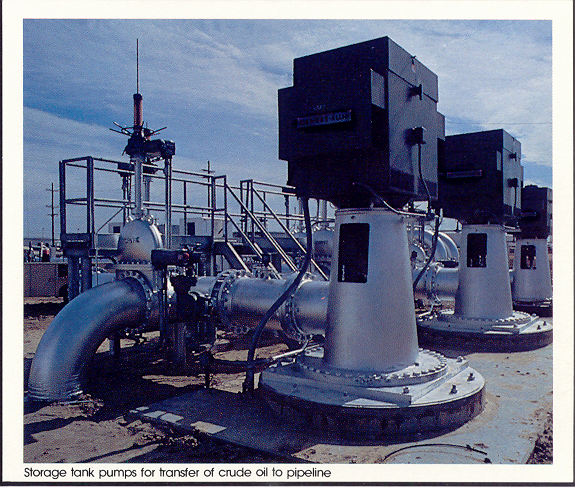 Storage tank pumps for transfer of crude oil to pipeline